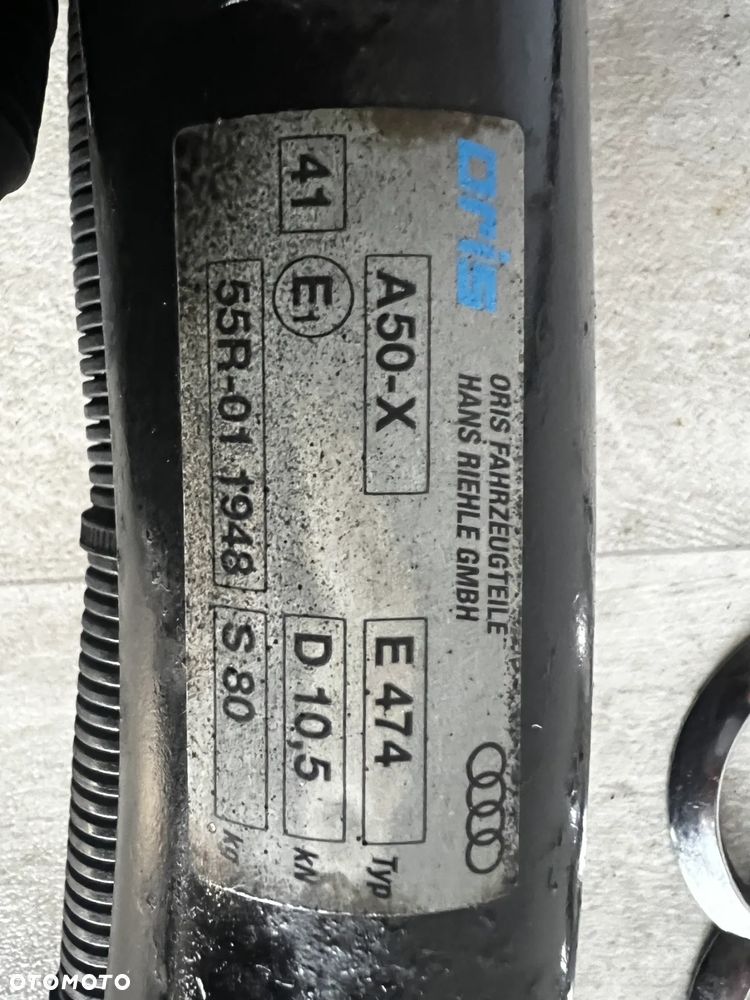 oris
ORIS FAHRZEUGTEILE
HANS RIEHLE GMBH
A50-X
E 474 Typ
41 E1
D 10,5 kN
55R-01 1948
S 80 kg
OTOMOTO